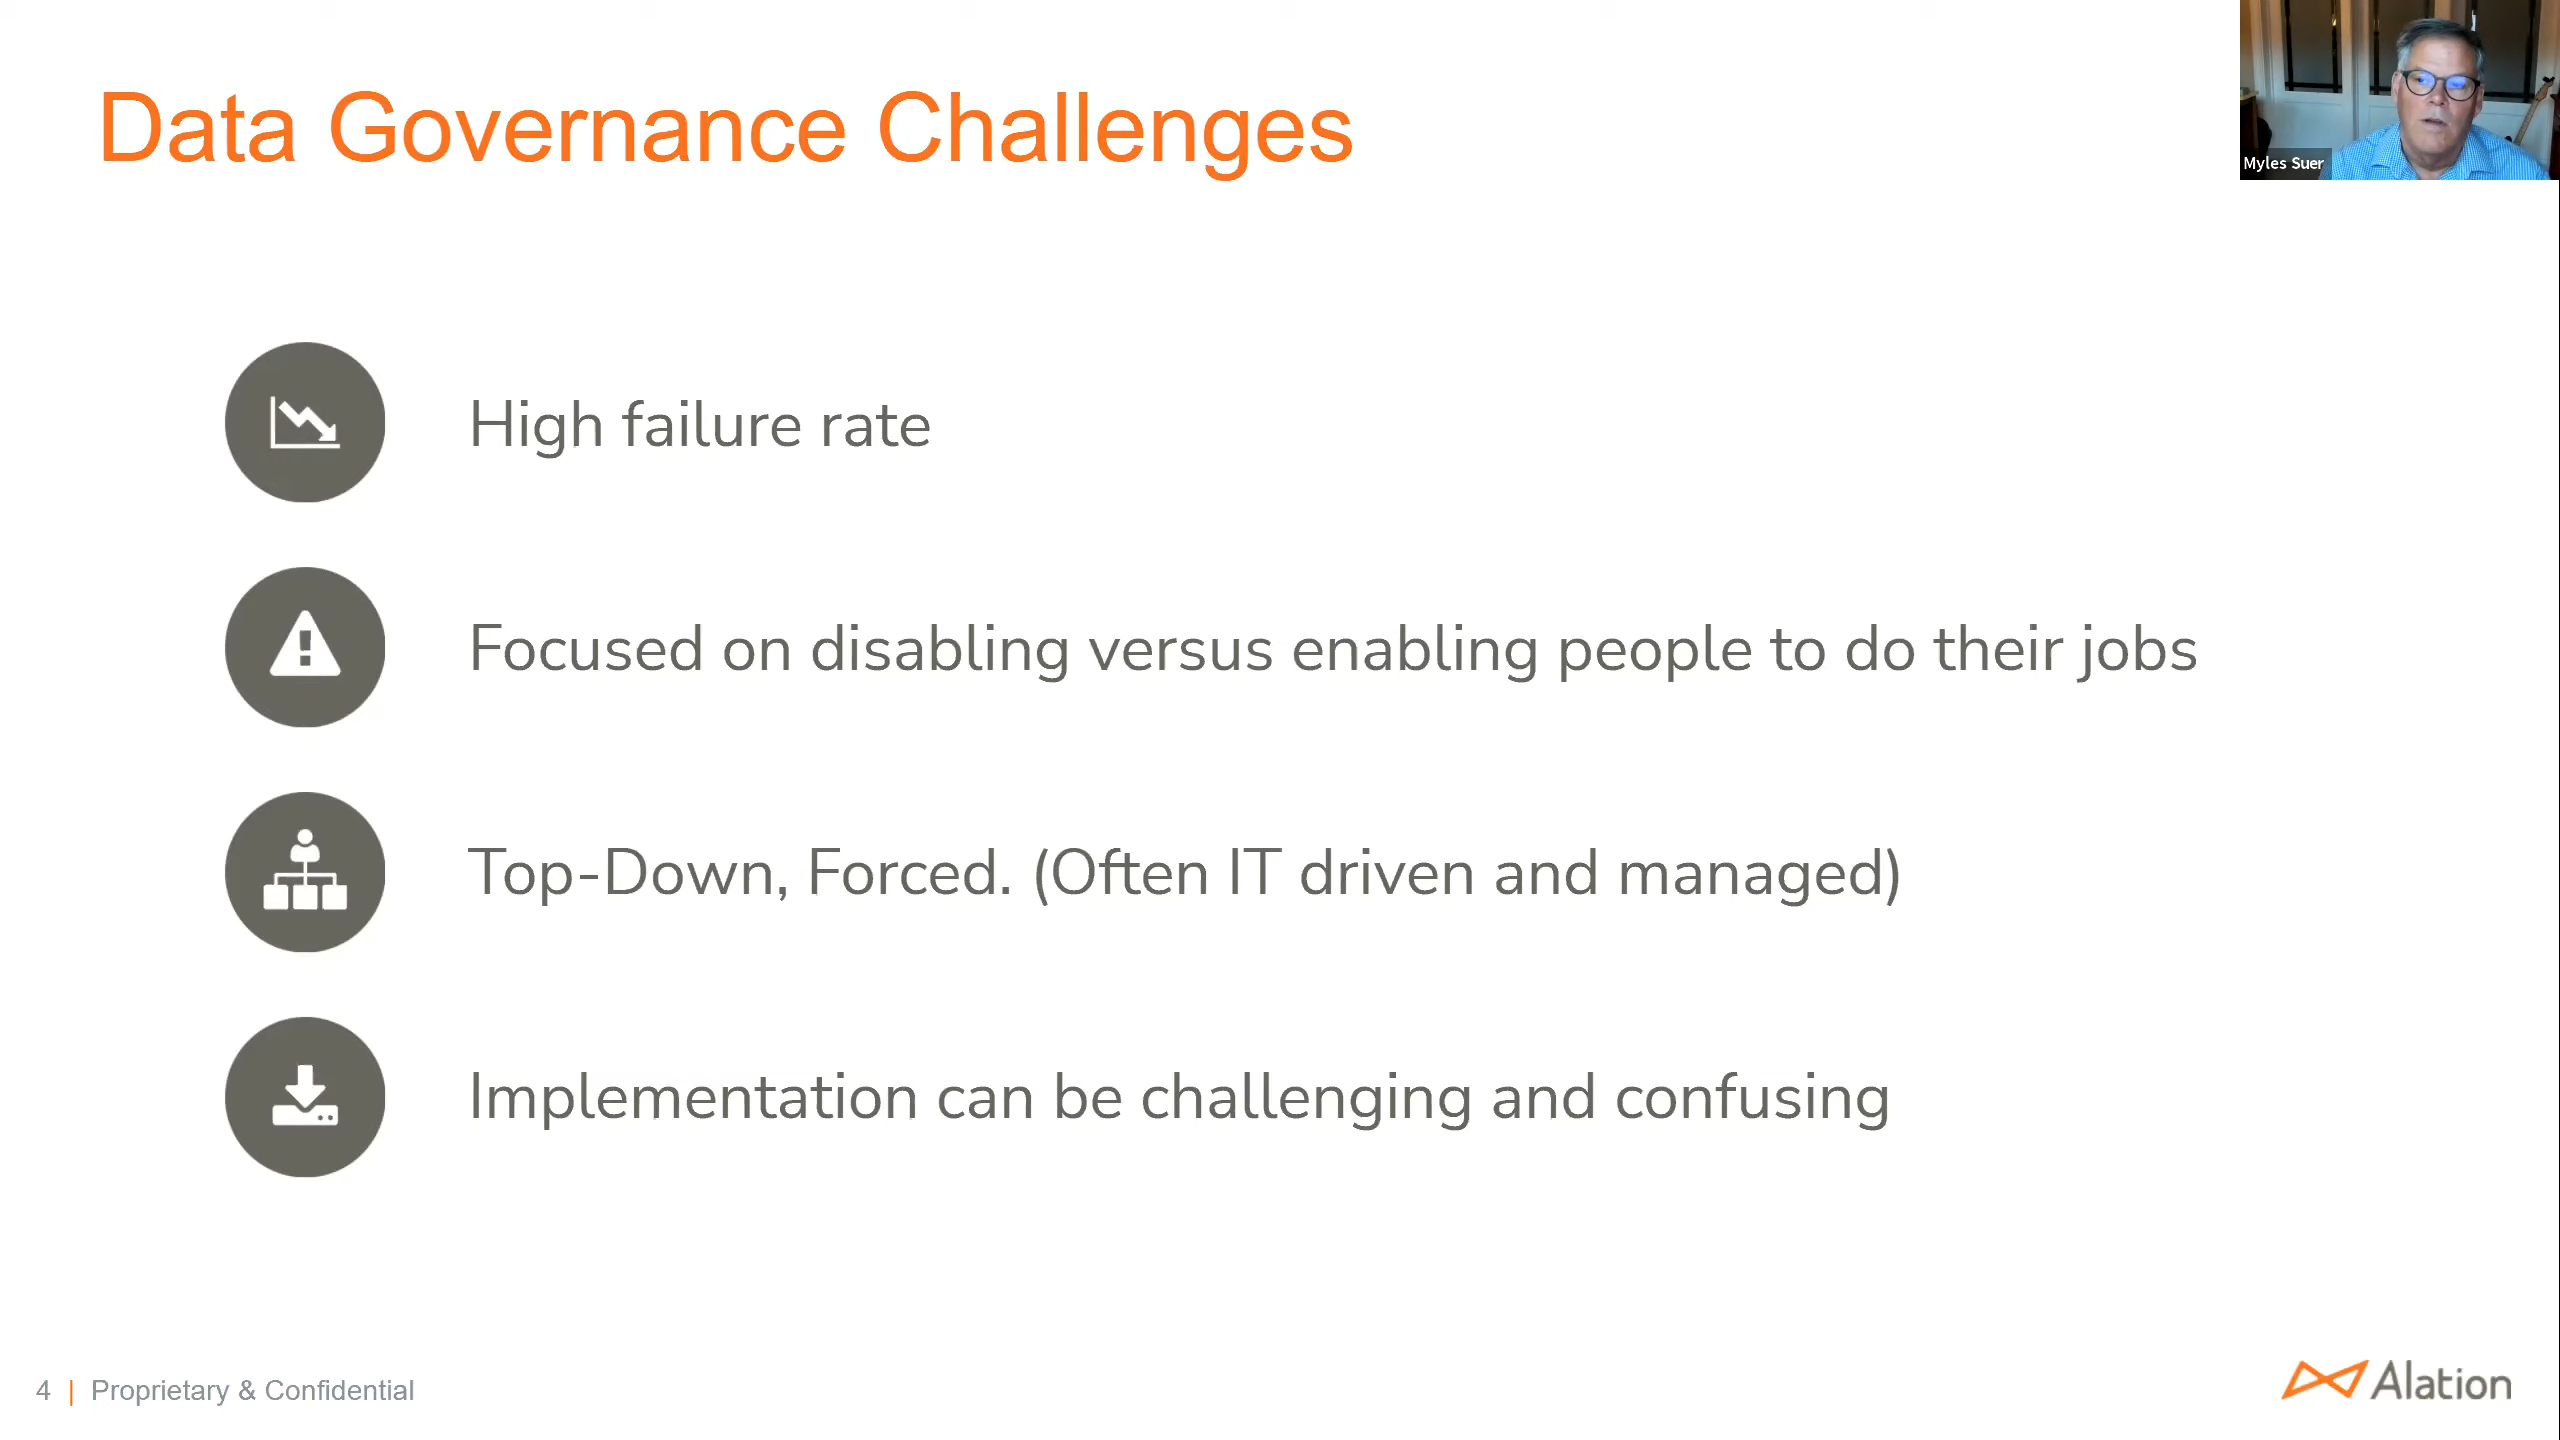 Data Governance Challenges
Myles Suer
High failure rate
Focused on disabling versus enabling people to do their jobs
Top-Down, Forced. (Often IT driven and managed)
Implementation can be challenging and confusing
4 | Proprietary & Confidential
Alation